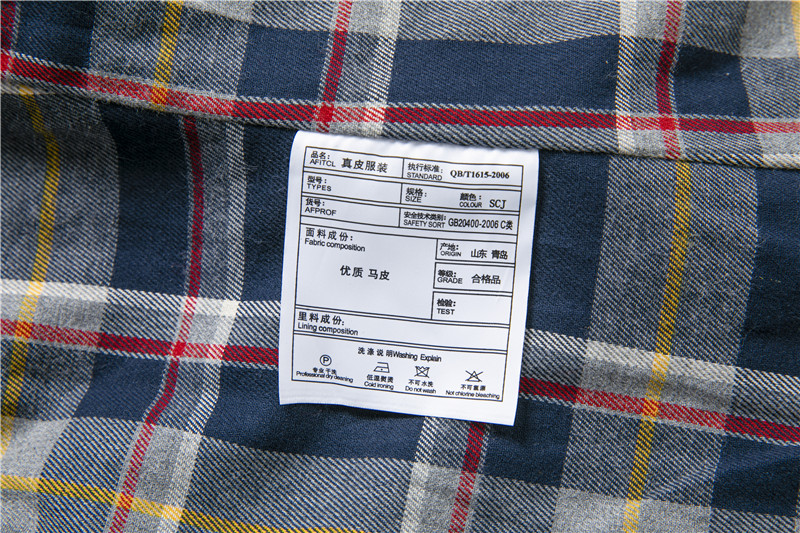 品名: 真皮服装 执行标准: QB/T1615-2006
AFITCL STANDARD
型号: 规格: 颜色: SCJ
TYPES SIZE COLOUR
货号: 安全技术类别: GB20400-2006 C类
AFPROF SAFETY SORT
面料成份: 产地: 山东 青岛
Fabric composition ORIGIN
优质 马皮 等级: 合格品
GRADE
检验:
TEST
里料成份:
Lining composition
洗涤说明Washing Explain
P
专业干洗 低温熨烫 不可水洗 不可氯漂
Professional dry cleaning Cold ironing Do not wash Not chlorine bleaching